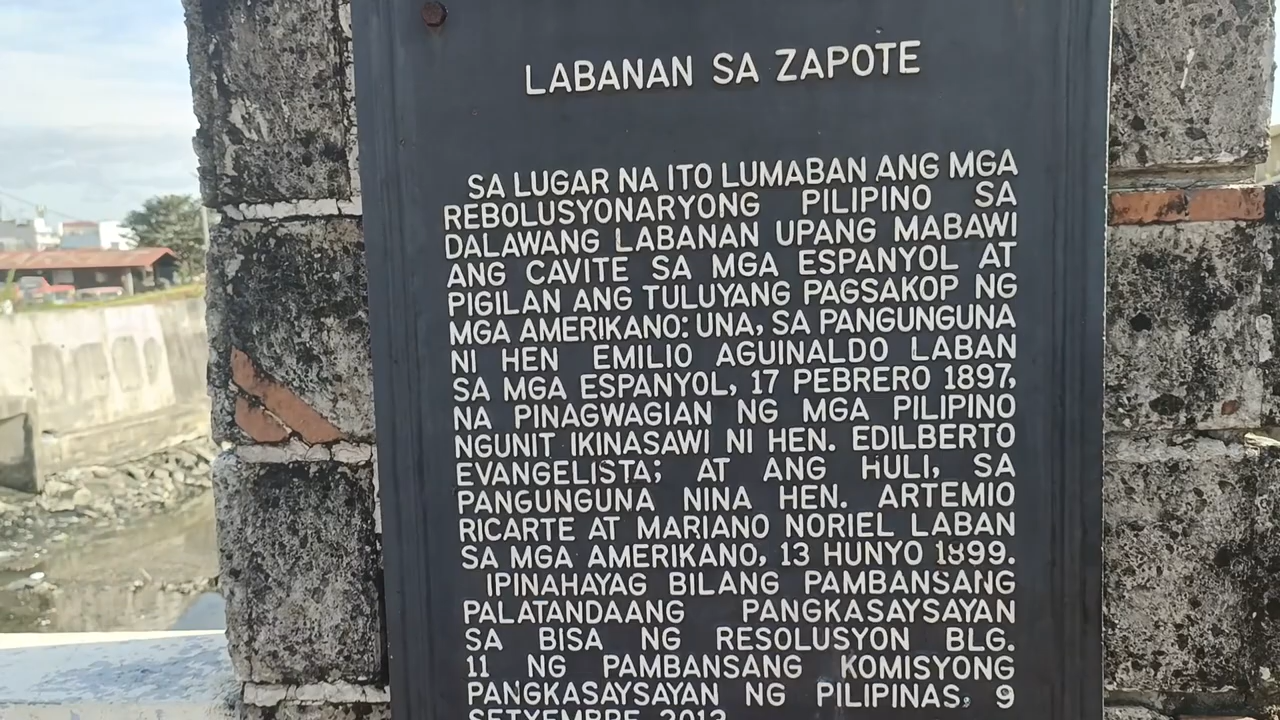 LABANAN SA ZAPOTE
SA LUGAR NA ITO LUMABAN ANG MGA
REBOLUSYONARYONG PILIPINO SA
DALAWANG LABANAN UPANG MABAWI
ANG CAVITE SA MGA ESPANYOL AT
PIGILAN ANG TULUYANG PAGSAKOP NG
MGA AMERIKANO: UNA, SA PANGUNGUNA
NI HEN EMILIO AGUINALDO LABAN
SA MGA ESPANYOL, 17 PEBRERO 1897,
NA PINAGWAGIAN NG MGA PILIPINO
NGUNIT IKINASAWI NI HEN. EDILBERTO
EVANGELISTA; AT ANG HULI, SA
PANGUNGUNA NINA HEN. ARTEMIO
RICARTE AT MARIANO NORIEL LABAN
SA MGA AMERIKANO, 13 HUNYO 1899.
IPINAHAYAG BILANG PAMBANSANG
PALATANDAANG PANGKASAYSAYAN
SA BISA NG RESOLUSYON BLG.
11 NG PAMBANSANG KOMISYONG
PANGKASAYSAYAN NG PILIPINAS, 9
SETYEMBRE